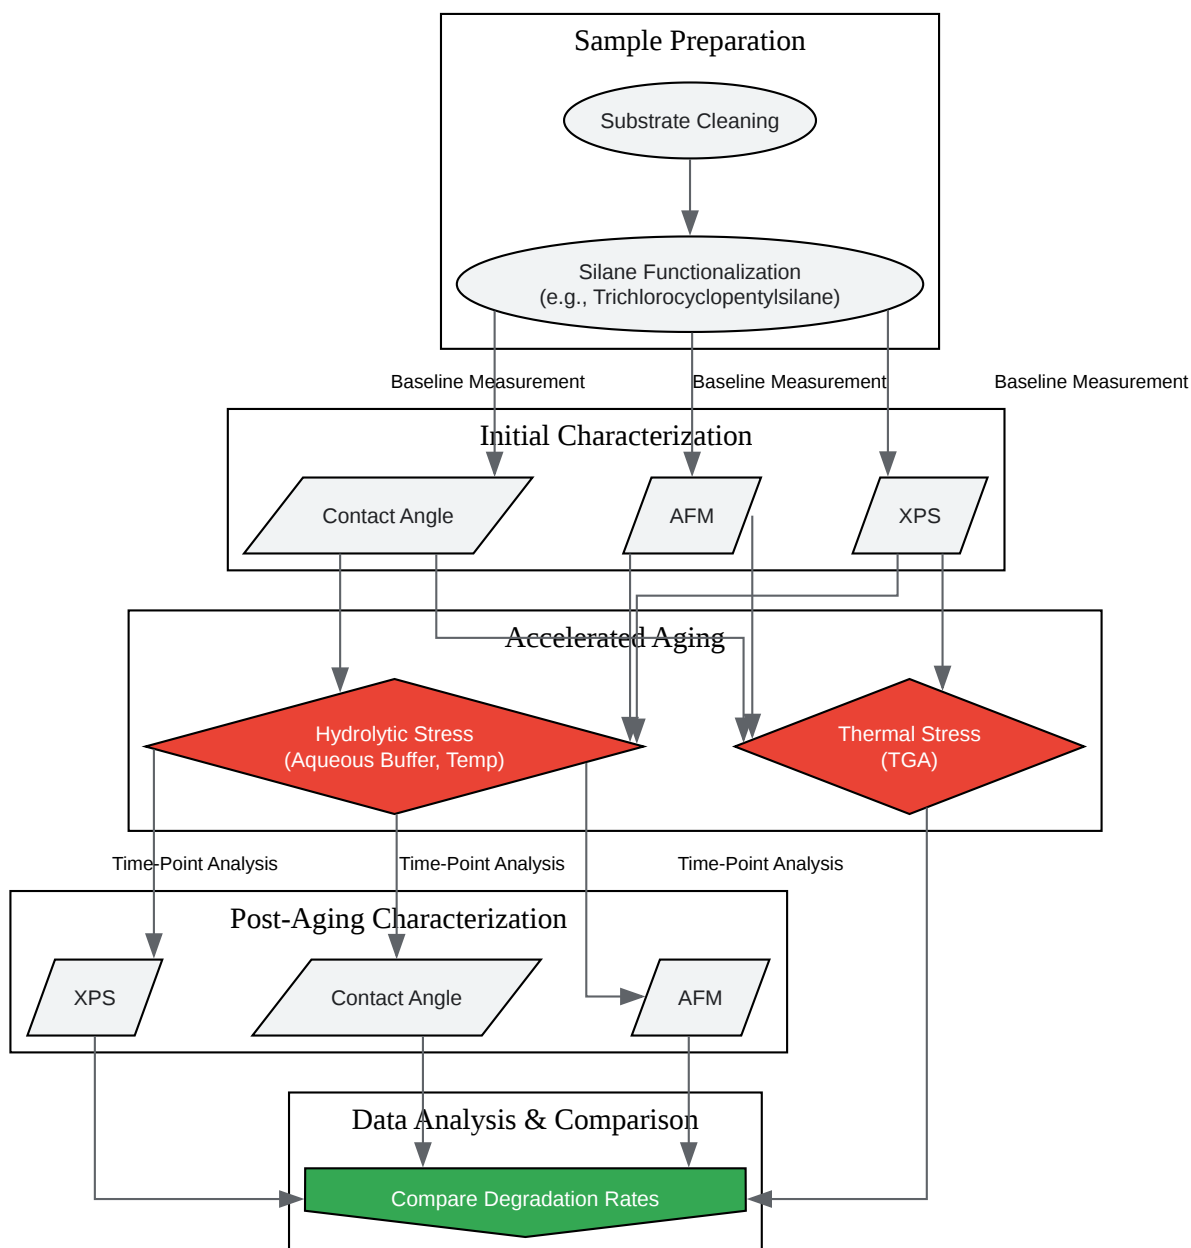 Sample Preparation
Substrate Cleaning
Silane Functionalization
(e.g., Trichlorocyclopentylsilane)
Baseline Measurement
Baseline Measurement
Baseline Measurement
Initial Characterization
Contact Angle
AFM
XPS
Accelerated Aging
Hydrolytic Stress
(Aqueous Buffer, Temp)
Thermal Stress
(TGA)
Time-Point Analysis
Time-Point Analysis
Time-Point Analysis
Post-Aging Characterization
XPS
Contact Angle
AFM
Data Analysis & Comparison
Compare Degradation Rates